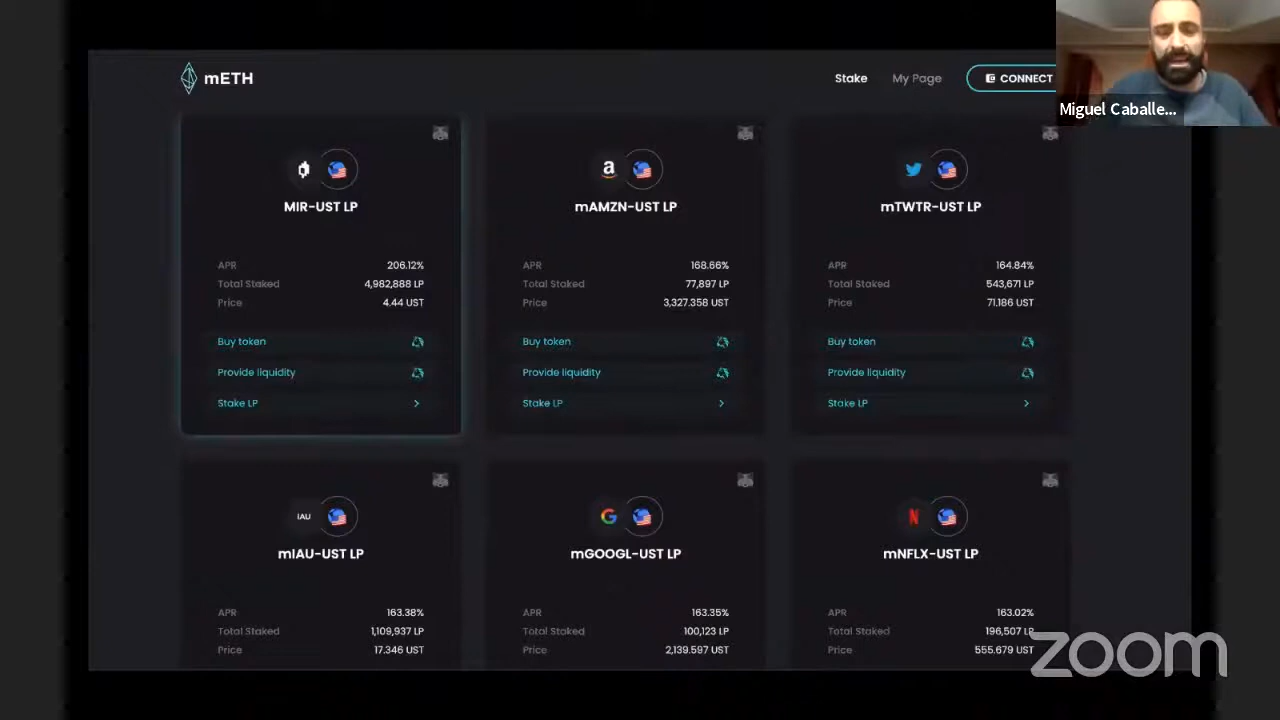 mETH
Stake My Page CONNECT
Miguel Caballe...
a
MIR-UST LP mAMZN-UST LP mTWTR-UST LP
APR 206.12% APR 168.66% APR 164.84%
Total Staked 4,982,888 LP Total Staked 77,897 LP Total Staked 543,671 LP
Price 4.44 UST Price 3,327.358 UST Price 71.186 UST
Buy token Buy token Buy token
Provide liquidity Provide liquidity Provide liquidity
Stake LP Stake LP Stake LP
IAU G N
mIAU-UST LP mGOOGL-UST LP mNFLX-UST LP
APR 163.38% APR 163.35% APR 163.02%
Total Staked 1,109,937 LP Total Staked 100,123 LP Total Staked 196,507 LP
Price 17.346 UST Price 2,139.597 UST Price 555.679 UST
zoom